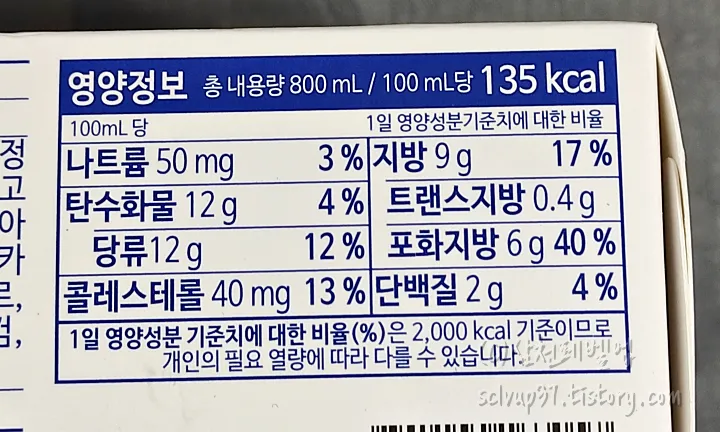 영양정보 총 내용량 800 mL / 100 mL당 135 kcal
100mL 당 1일 영양성분기준치에 대한 비율
나트륨 50 mg 3 % 지방 9 g 17 %
탄수화물 12 g 4 % 트랜스지방 0.4 g
당류 12 g 12 % 포화지방 6 g 40 %
콜레스테롤 40 mg 13 % 단백질 2 g 4 %
1일 영양성분 기준치에 대한 비율(%)은 2,000 kcal 기준이므로
개인의 필요 열량에 따라 다를 수 있습니다.
정
고
아
카
르,
검,
sclvup97.tistory.com